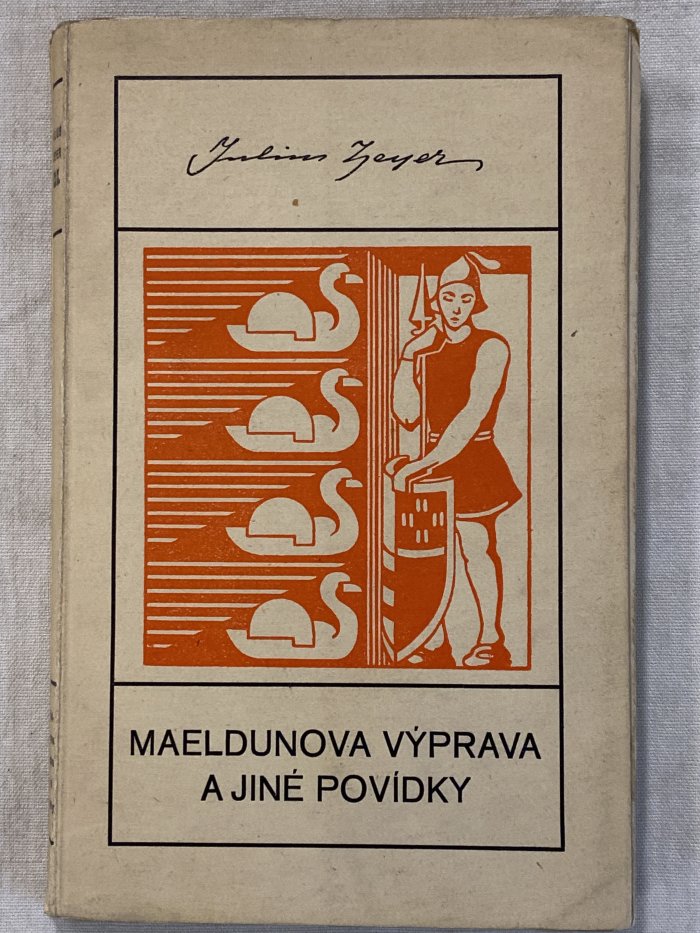 Julius Zeyer
MAELDUNOVA VÝPRAVA
A JINÉ POVÍDKY